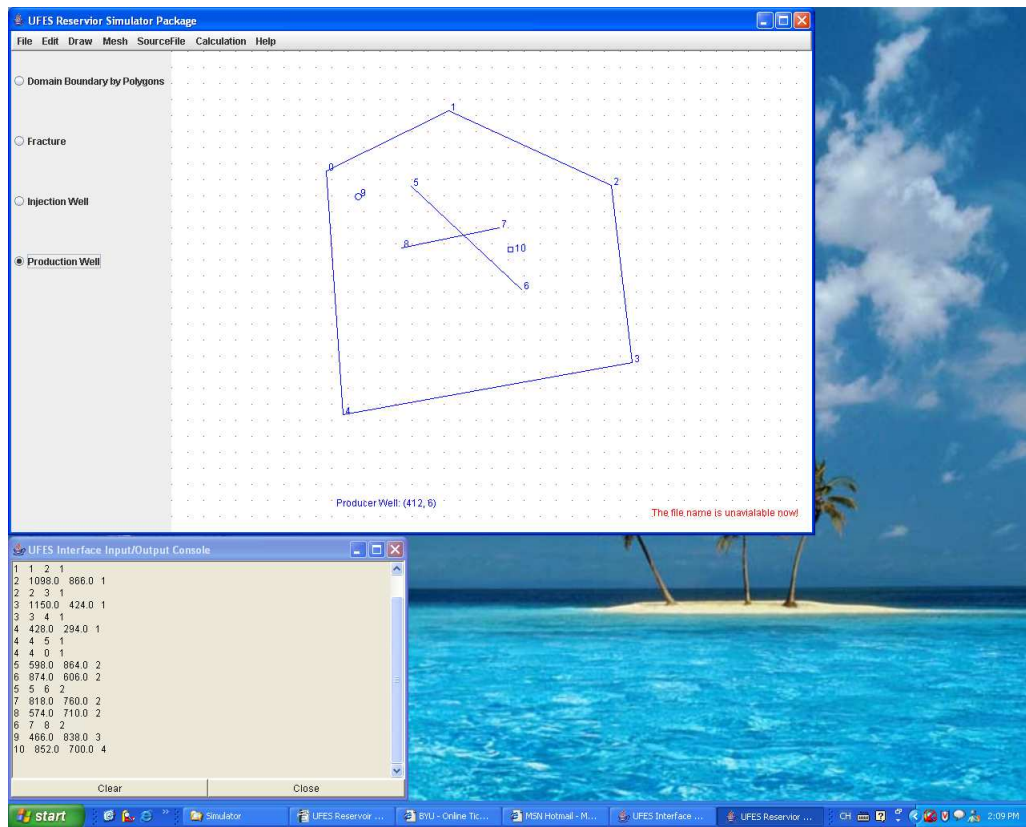 UFES Reservior Simulator Package
File Edit Draw Mesh SourceFile Calculation Help
Domain Boundary by Polygons
Fracture
Injection Well
Production Well
1
0
2
5
9
7
8
10
6
3
4
Producer Well: (412, 6)
The file name is unavialable now!
UFES Interface Input/Output Console
1 1 2 1
2 1098.0 866.0 1
2 2 3 1
3 1150.0 424.0 1
3 3 4 1
4 428.0 294.0 1
4 4 5 1
4 4 0 1
5 598.0 864.0 2
6 874.0 606.0 2
5 5 6 2
7 818.0 760.0 2
8 574.0 710.0 2
6 7 8 2
9 466.0 838.0 3
10 852.0 700.0 4
Clear Close
start Simulator UFES Reservoir ... BYU - Online Tic... MSN Hotmail - M... UFES Interface ... UFES Reservior ... CH 2:09 PM